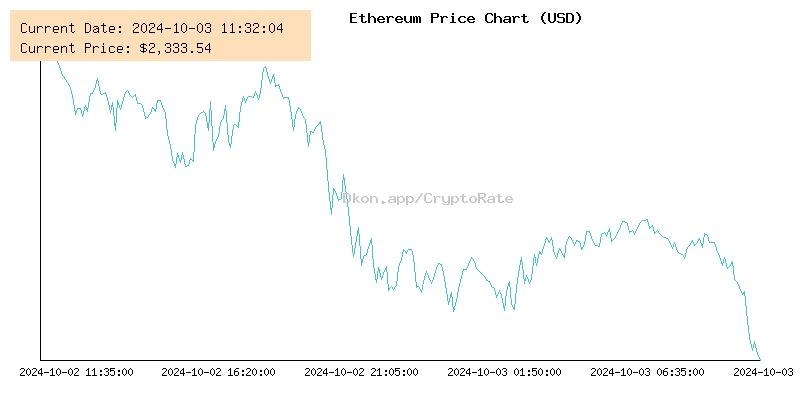 Ethereum Price Chart (USD)
Current Date: 2024-10-03 11:32:04
Current Price: $2,333.54
Dkon.app/CryptoRate
2024-10-02 11:35:00
2024-10-02 16:20:00
2024-10-02 21:05:00
2024-10-03 01:50:00
2024-10-03 06:35:00
2024-10-03